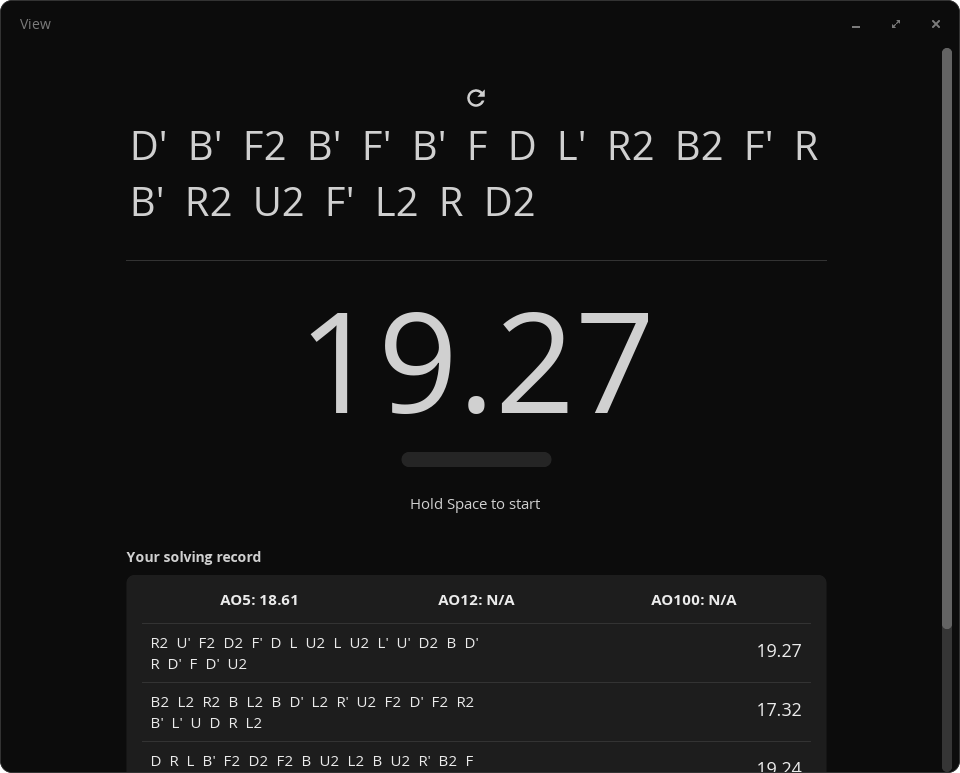 View
D' B' F2 B' F' B' F D L' R2 B2 F' R
B' R2 U2 F' L2 R D2
19.27
Hold Space to start
Your solving record
AO5: 18.61 AO12: N/A AO100: N/A
R2 U' F2 D2 F' D L U2 L U2 L' U' D2 B D'
R D' F D' U2
19.27
B2 L2 R2 B L2 B D' L2 R' U2 F2 D' F2 R2
B' L' U D R L2
17.32
D R L B' F2 D2 F2 B U2 L2 B U2 R' B2 F
19.24